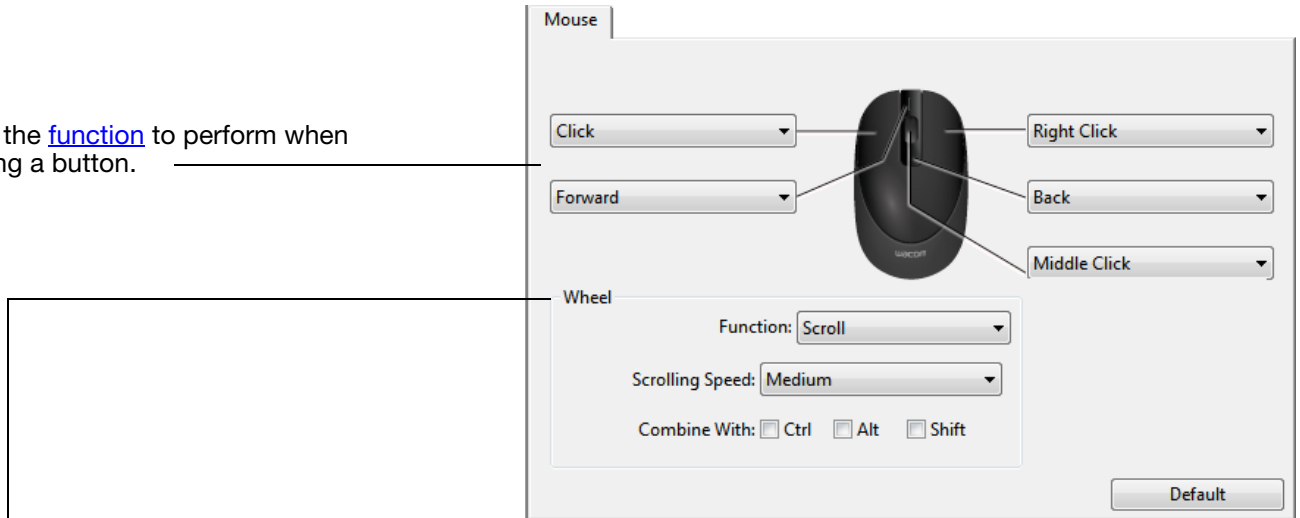 Mouse
the function to perform when
a button.
Click
Right Click
Forward
Back
Middle Click
wacom
Wheel
Function: Scroll
Scrolling Speed: Medium
Combine With: Ctrl Alt Shift
Default